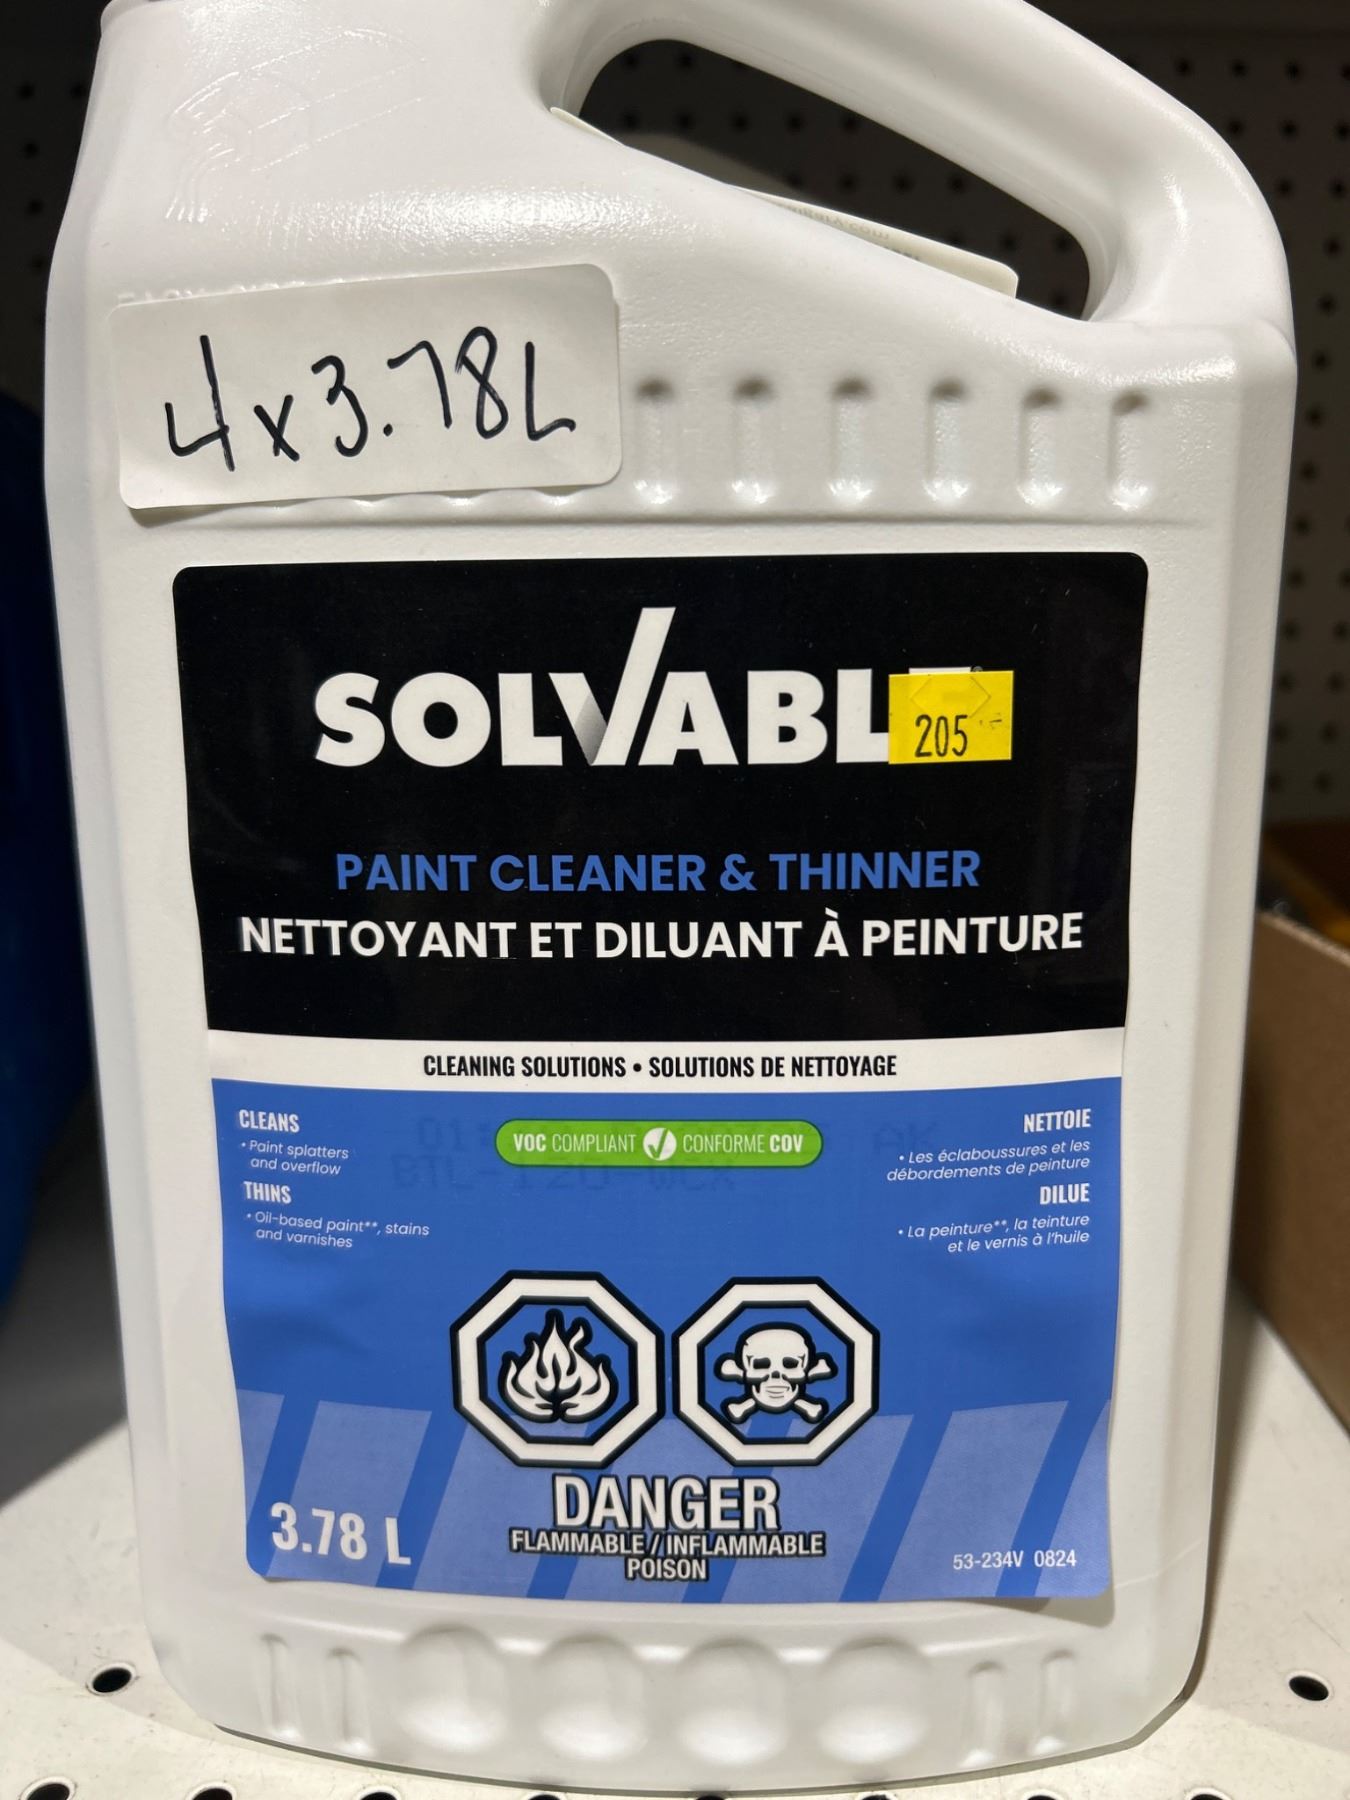 4 x 3.78L
SOLVABL
205
PAINT CLEANER & THINNER
NETTOYANT ET DILUANT À PEINTURE
CLEANING SOLUTIONS • SOLUTIONS DE NETTOYAGE
CLEANS
• Paint splatters
and overflow
THINS
• Oil-based paint**, stains
and varnishes
VOC COMPLIANT CONFORME COV
NETTOIE
• Les éclaboussures et les
débordements de peinture
DILUE
• La peinture**, la teinture
et le vernis à l'huile
DANGER
FLAMMABLE / INFLAMMABLE
POISON
3.78 L
53-234V 0824